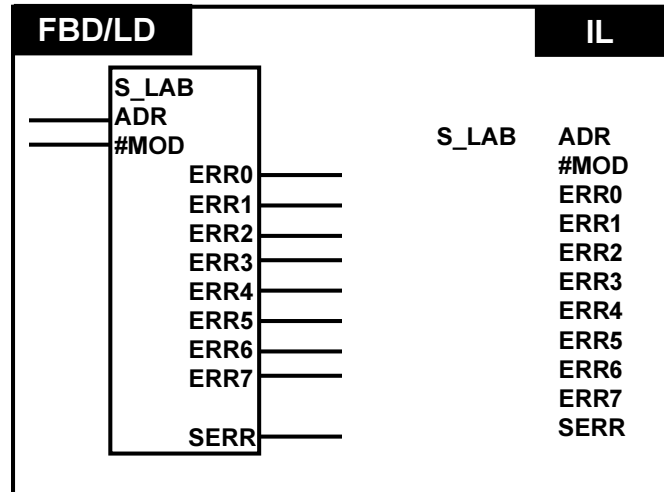 FBD/LD
S_LAB
ADR
#MOD
ERR0
ERR1
ERR2
ERR3
ERR4
ERR5
ERR6
ERR7
SERR
IL
S_LAB ADR
#MOD
ERR0
ERR1
ERR2
ERR3
ERR4
ERR5
ERR6
ERR7
SERR